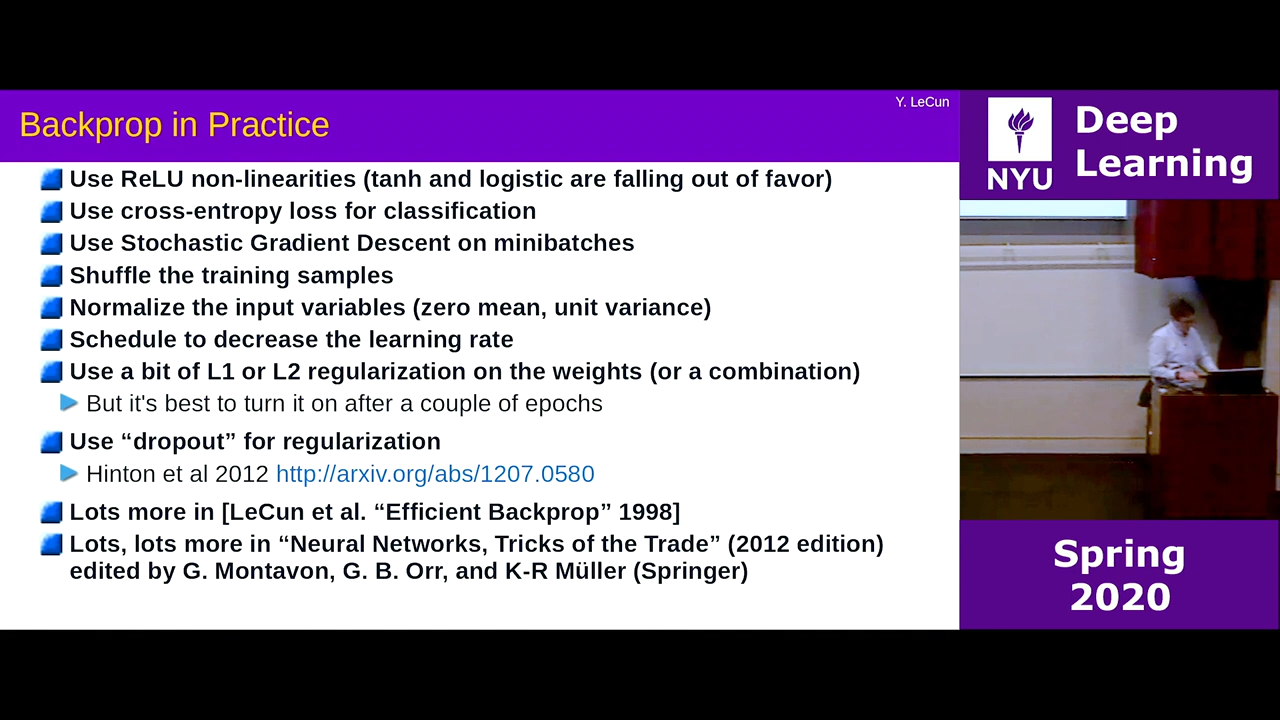 Y. LeCun
Backprop in Practice
Use ReLU non-linearities (tanh and logistic are falling out of favor)
Use cross-entropy loss for classification
Use Stochastic Gradient Descent on minibatches
Shuffle the training samples
Normalize the input variables (zero mean, unit variance)
Schedule to decrease the learning rate
Use a bit of L1 or L2 regularization on the weights (or a combination)
But it's best to turn it on after a couple of epochs
Use “dropout” for regularization
Hinton et al 2012 http://arxiv.org/abs/1207.0580
Lots more in [LeCun et al. “Efficient Backprop” 1998]
Lots, lots more in “Neural Networks, Tricks of the Trade” (2012 edition)
edited by G. Montavon, G. B. Orr, and K-R Müller (Springer)
NYU
Deep
Learning
Spring
2020